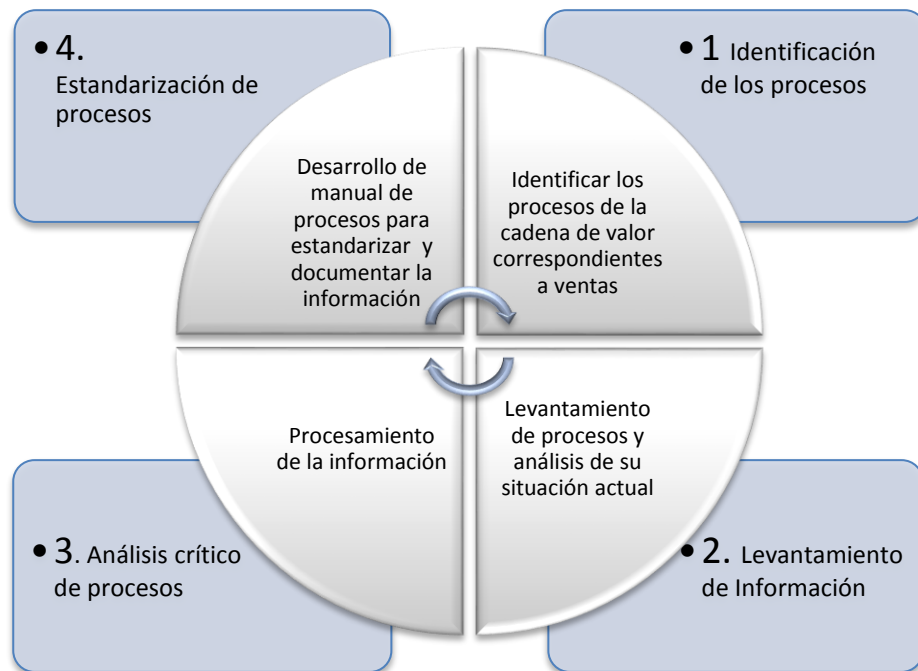 • 4.
Estandarización de
procesos
• 1 Identificación
de los procesos
Desarrollo de
manual de
procesos para
estandarizar y
documentar la
información
Identificar los
procesos de la
cadena de valor
correspondientes
a ventas
Procesamiento
de la información
Levantamiento
de procesos y
análisis de su
situación actual
• 3. Análisis crítico
de procesos
• 2. Levantamiento
de Información